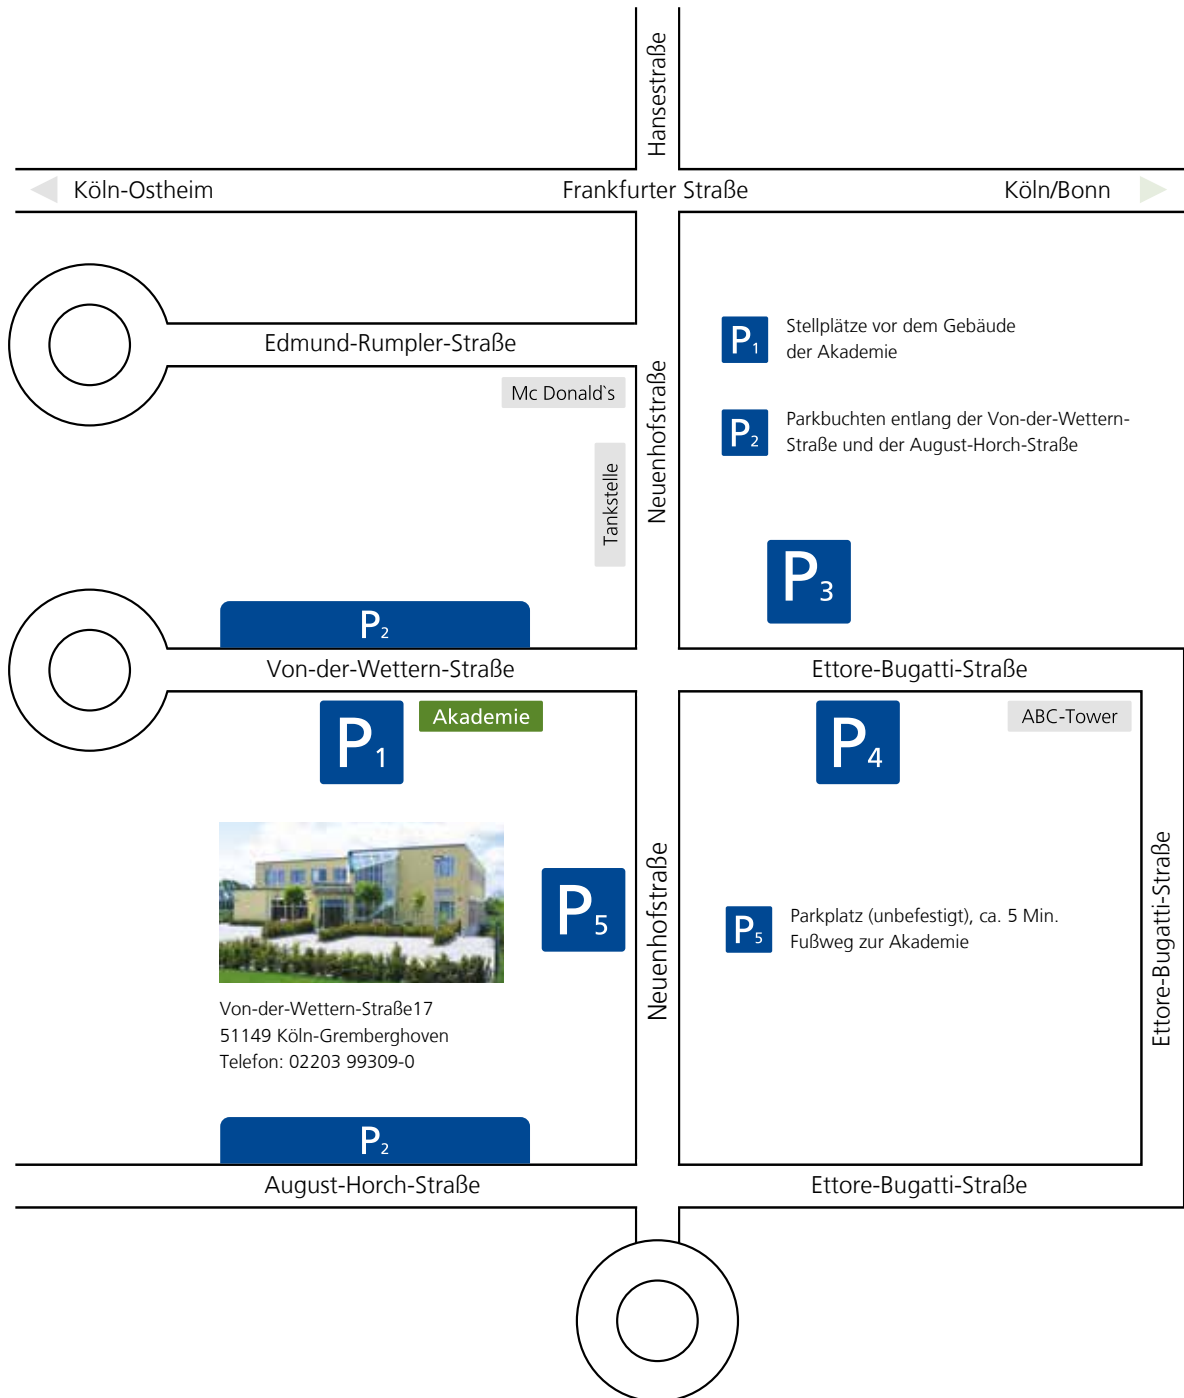 Hansestraße
Köln-Ostheim
Frankfurter Straße
Köln/Bonn
Edmund-Rumpler-Straße
Mc Donald`s
Tankstelle
Neuenhofstraße
P1
Stellplätze vor dem Gebäude
der Akademie
P2
Parkbuchten entlang der Von-der-Wettern-
Straße und der August-Horch-Straße
P3
P2
Von-der-Wettern-Straße
Ettore-Bugatti-Straße
P1
Akademie
P4
ABC-Tower
P5
Neuenhofstraße
P5
Parkplatz (unbefestigt), ca. 5 Min.
Fußweg zur Akademie
Ettore-Bugatti-Straße
Von-der-Wettern-Straße17
51149 Köln-Gremberghoven
Telefon: 02203 99309-0
P2
August-Horch-Straße
Ettore-Bugatti-Straße